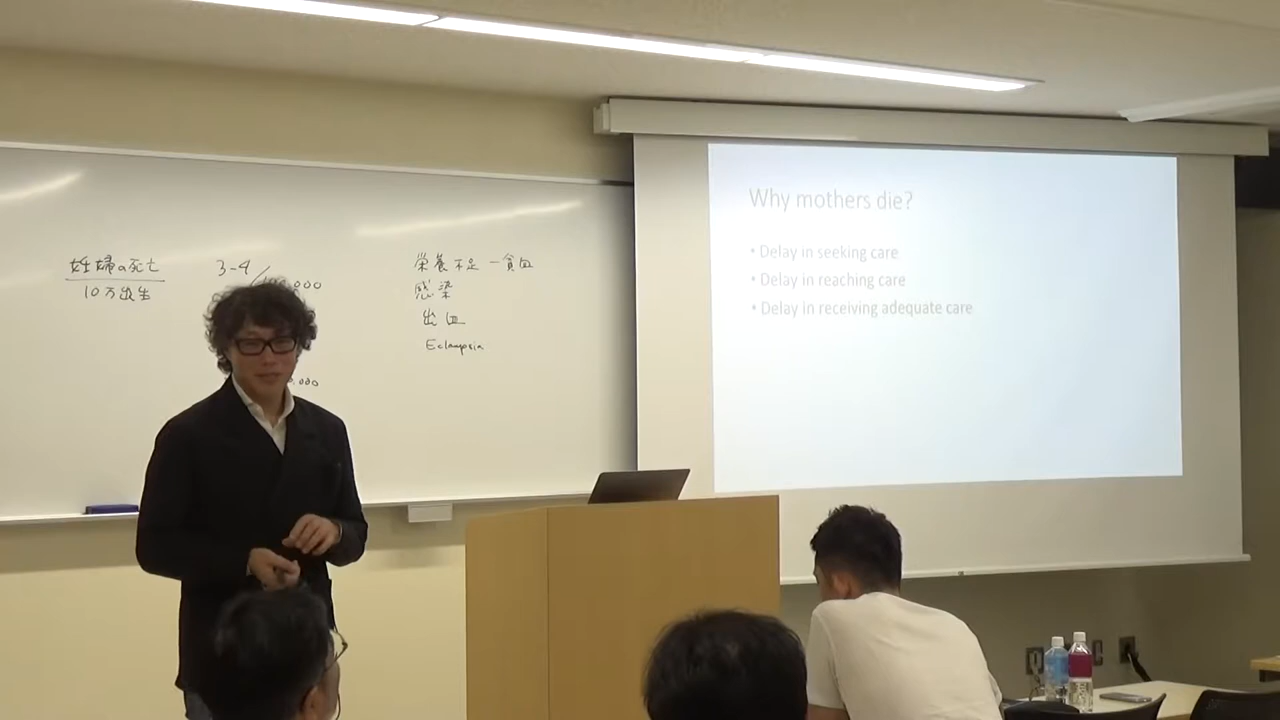 妊婦の死亡
10万出生
3-4/100,000
栄養不足 - 貧血
感染
出血
Eclampsia
Why mothers die?
• Delay in seeking care
• Delay in reaching care
• Delay in receiving adequate care